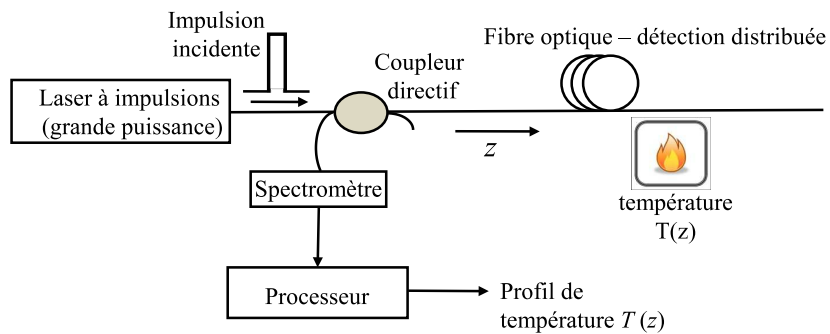 Impulsion
incidente
Fibre optique – détection distribuée
Coupleur
directif
Laser à impulsions
(grande puissance)
z
Spectromètre
température
T(z)
Processeur
Profil de
température T (z)